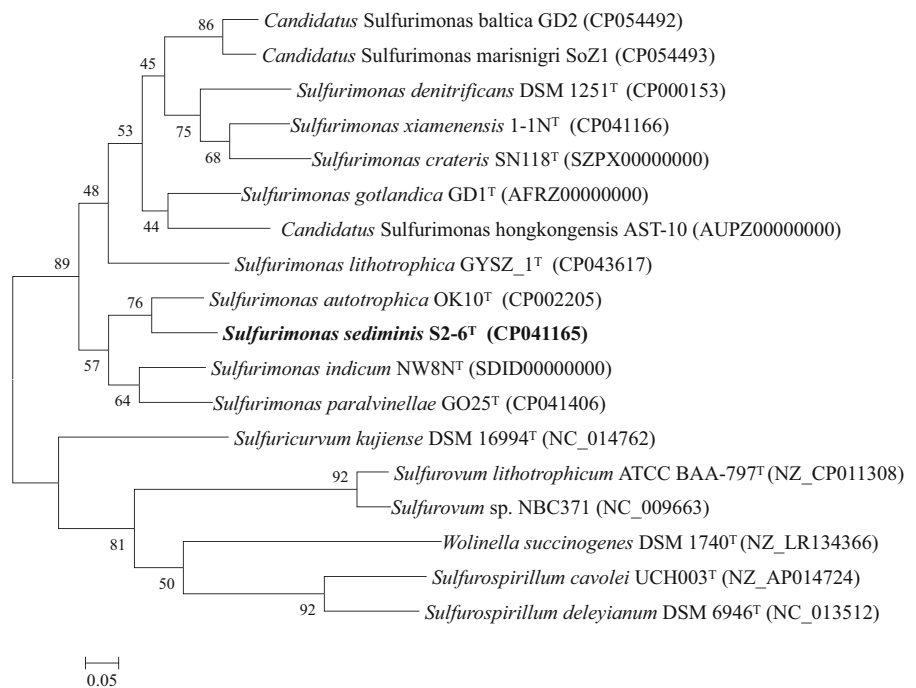 86
Candidatus Sulfurimonas baltica GD2 (CP054492)
Candidatus Sulfurimonas marisnigri SoZ1 (CP054493)
45
Sulfurimonas denitrificans DSM 1251ᵀ (CP000153)
75
Sulfurimonas xiamenensis 1-1Nᵀ (CP041166)
53
68
Sulfurimonas crateris SN118ᵀ (SZPX00000000)
48
Sulfurimonas gotlandica GD1ᵀ (AFRZ00000000)
44
Candidatus Sulfurimonas hongkongensis AST-10 (AUPZ00000000)
89
Sulfurimonas lithotrophica GYSZ_1ᵀ (CP043617)
76
Sulfurimonas autotrophica OK10ᵀ (CP002205)
Sulfurimonas sediminis S2-6ᵀ (CP041165)
57
Sulfurimonas indicum NW8Nᵀ (SDID00000000)
64
Sulfurimonas paralvinellae GO25ᵀ (CP041406)
Sulfuricurvum kujiense DSM 16994ᵀ (NC_014762)
92
Sulfurovum lithotrophicum ATCC BAA-797ᵀ (NZ_CP011308)
Sulfurovum sp. NBC371 (NC_009663)
81
Wolinella succinogenes DSM 1740ᵀ (NZ_LR134366)
50
Sulfurospirillum cavolei UCH003ᵀ (NZ_AP014724)
92
Sulfurospirillum deleyianum DSM 6946ᵀ (NC_013512)
0.05